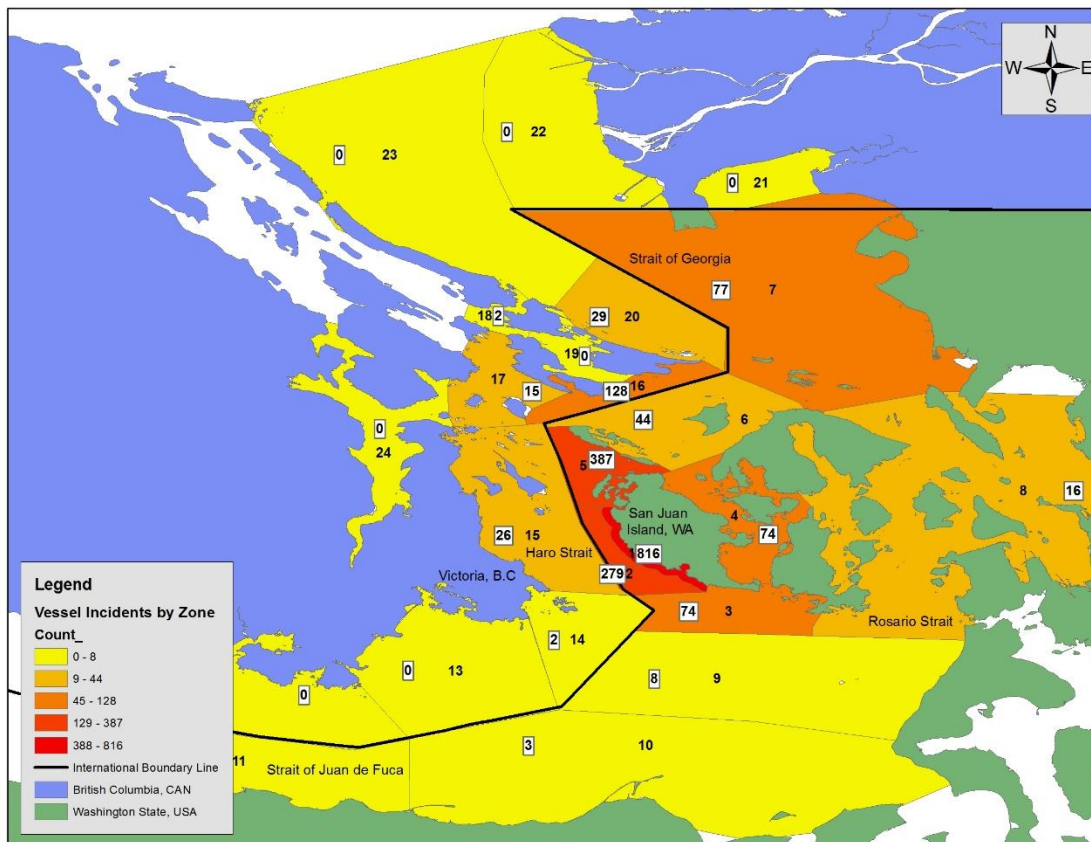 N
W E
S
0 22
0 23
0 21
Strait of Georgia
77 7
18 2
29 20
19 0
17
15
128 16
44 6
0
24
5 387
8 16
San Juan
Island, WA
4
74
26 15
Haro Strait
816
279 2
Victoria, B.C
74 3
Rosario Strait
2 14
0 13
8 9
0
3 10
11
Strait of Juan de Fuca
Legend
Vessel Incidents by Zone
Count_
0 - 8
9 - 44
45 - 128
129 - 387
388 - 816
International Boundary Line
British Columbia, CAN
Washington State, USA